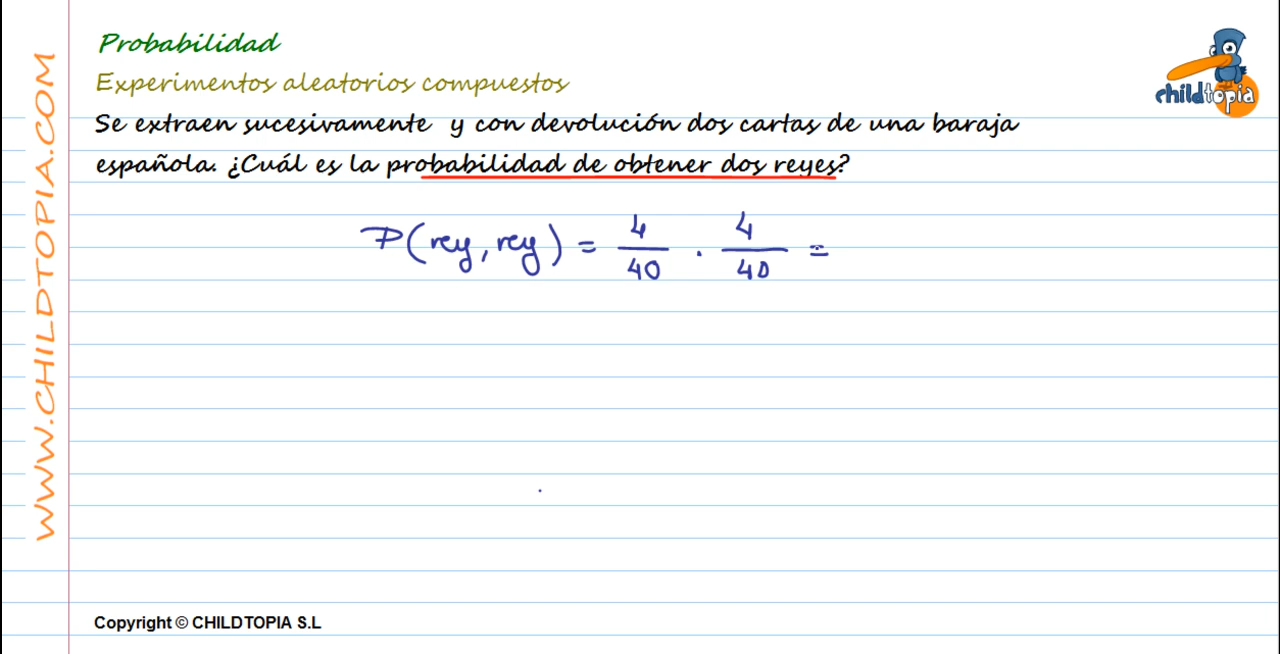 Probabilidad
Experimentos aleatorios compuestos
childtopia
Se extraen sucesivamente y con devolución dos cartas de una baraja
española. ¿Cuál es la probabilidad de obtener dos reyes?
P(rey, rey) = 4/40 · 4/40 =
WWW.CHILDTOPIA.COM
Copyright © CHILDTOPIA S.L